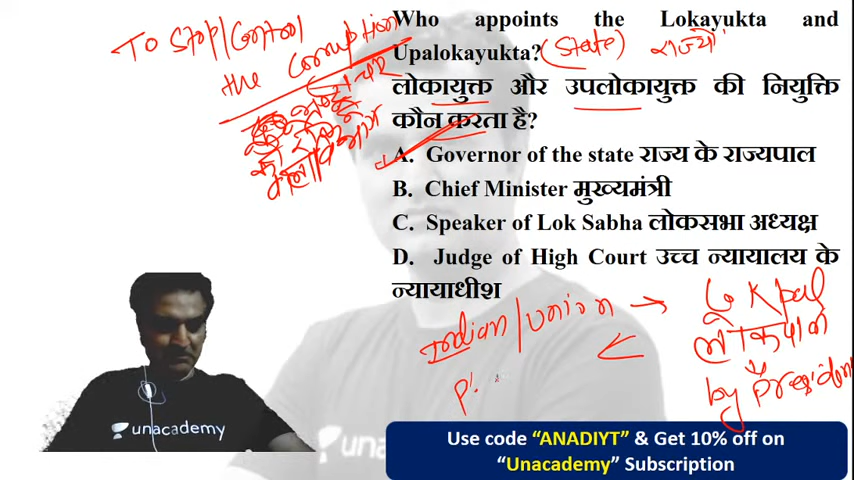 Who appoints the Lokayukta and
Upalokayukta? (State) राज्यों
लोकायुक्त और उपलोकायुक्त की नियुक्ति
कौन करता है?
A. Governor of the state राज्य के राज्यपाल
B. Chief Minister मुख्यमंत्री
C. Speaker of Lok Sabha लोकसभा अध्यक्ष
D. Judge of High Court उच्च न्यायालय के
न्यायाधीश
To Stop/Control
the Corruption
Indian/Union → Lokpal
लोकपाल
by President
unacademy
Use code “ANADIYT” & Get 10% off on
“Unacademy” Subscription